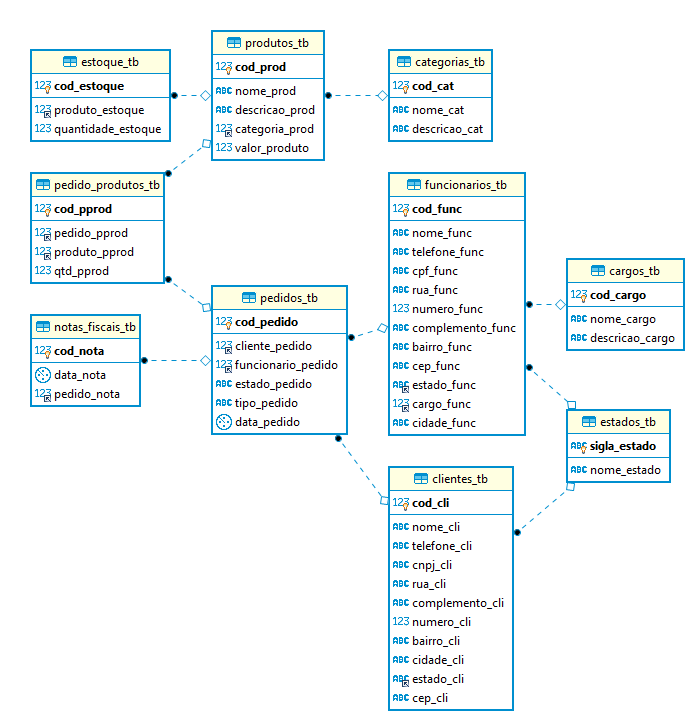 estoque_tb
123 cod_estoque
123 produto_estoque
123 quantidade_estoque
produtos_tb
123 cod_prod
ABC nome_prod
ABC descricao_prod
123 categoria_prod
123 valor_produto
categorias_tb
123 cod_cat
ABC nome_cat
ABC descricao_cat
pedido_produtos_tb
123 cod_pprod
123 pedido_pprod
123 produto_pprod
123 qtd_pprod
funcionarios_tb
123 cod_func
ABC nome_func
ABC telefone_func
ABC cpf_func
ABC rua_func
123 numero_func
ABC complemento_func
ABC bairro_func
ABC cep_func
ABC estado_func
123 cargo_func
ABC cidade_func
cargos_tb
123 cod_cargo
ABC nome_cargo
ABC descricao_cargo
notas_fiscais_tb
123 cod_nota
data_nota
123 pedido_nota
pedidos_tb
123 cod_pedido
123 cliente_pedido
123 funcionario_pedido
ABC estado_pedido
ABC tipo_pedido
data_pedido
estados_tb
ABC sigla_estado
ABC nome_estado
clientes_tb
123 cod_cli
ABC nome_cli
ABC telefone_cli
ABC cnpj_cli
ABC rua_cli
ABC complemento_cli
123 numero_cli
ABC bairro_cli
ABC cidade_cli
ABC estado_cli
ABC cep_cli